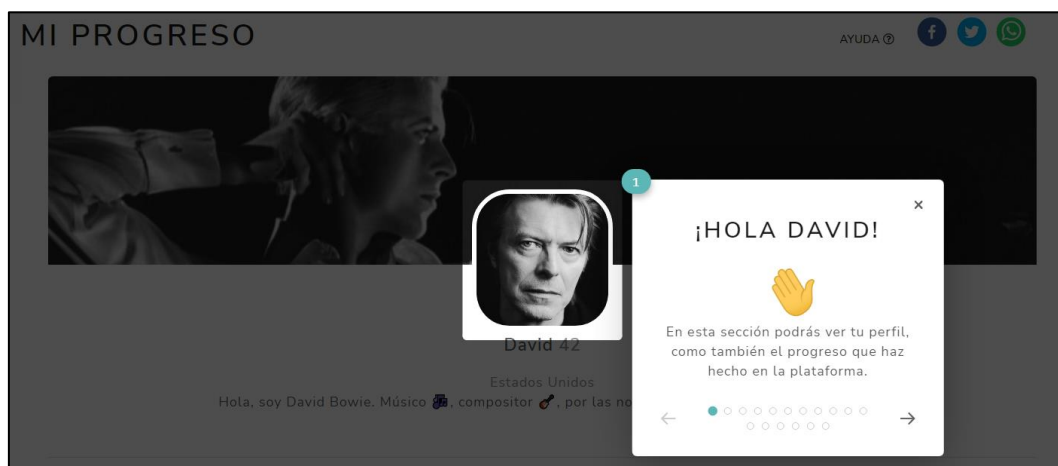 MI PROGRESO
AYUDA
1
×
¡HOLA DAVID!
En esta sección podrás ver tu perfil,
como también el progreso que haz
hecho en la plataforma.
David 42
Estados Unidos
Hola, soy David Bowie. Músico 🎼, compositor 🎸, por las no